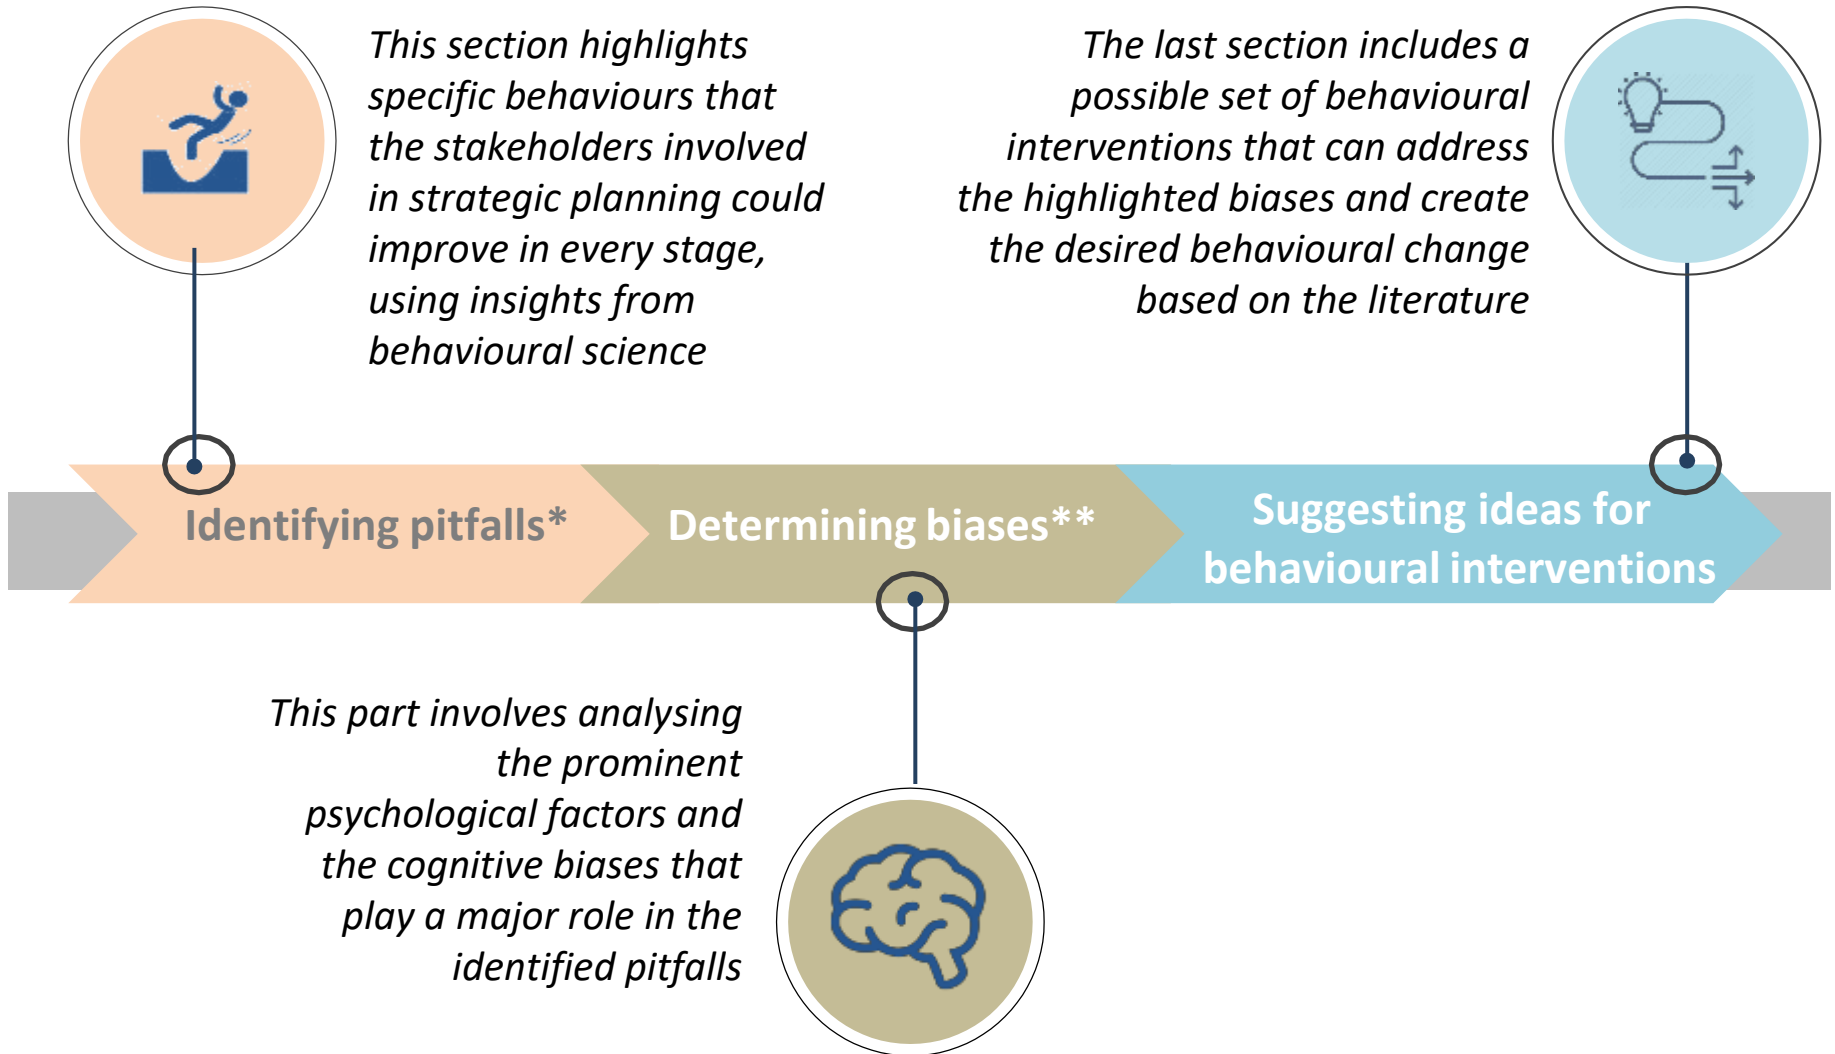 This section highlights
specific behaviours that
the stakeholders involved
in strategic planning could
improve in every stage,
using insights from
behavioural science
The last section includes a
possible set of behavioural
interventions that can address
the highlighted biases and create
the desired behavioural change
based on the literature
Identifying pitfalls*
Determining biases**
Suggesting ideas for
behavioural interventions
This part involves analysing
the prominent
psychological factors and
the cognitive biases that
play a major role in the
identified pitfalls